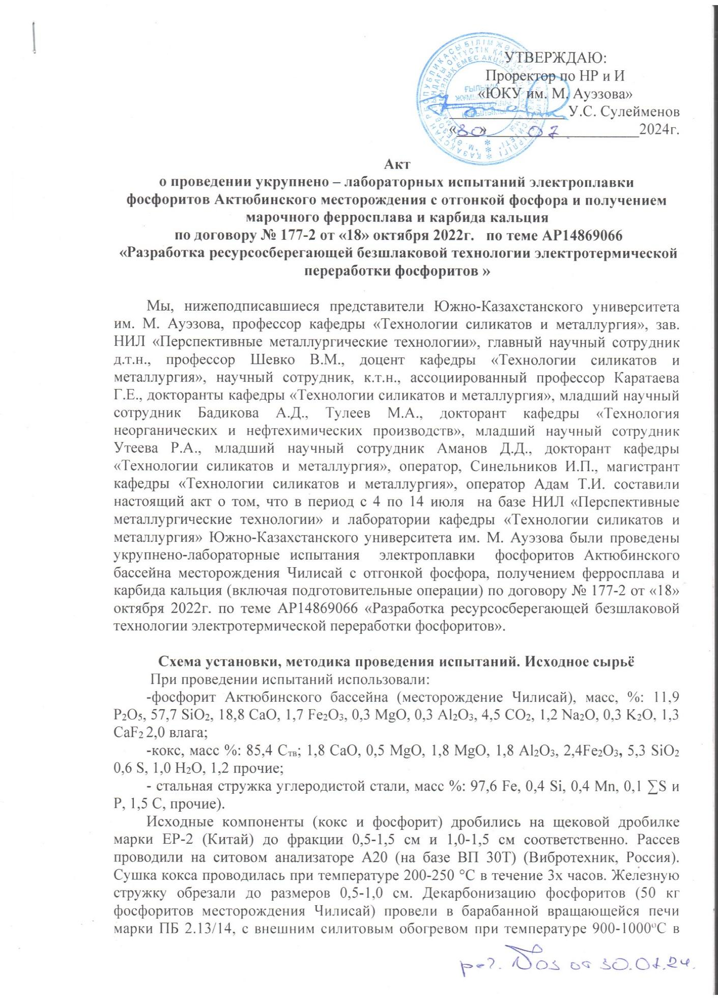 УТВЕРЖДАЮ:
Проректор по НР и И
«ЮКУ им. М. Ауэзова»
У.С. Сулейменов
«30» 07. 2024г.
ҒЫЛЫМИ
Акт
о проведении укрупнено – лабораторных испытаний электроплавки
фосфоритов Актюбинского месторождения с отгонкой фосфора и получением
марочного ферросплава и карбида кальция
по договору № 177-2 от «18» октября 2022г. по теме АР14869066
«Разработка ресурсосберегающей безшлаковой технологии электротермической
переработки фосфоритов »
Мы, нижеподписавшиеся представители Южно-Казахстанского университета
им. М. Ауэзова, профессор кафедры «Технологии силикатов и металлургия», зав.
НИЛ «Перспективные металлургические технологии», главный научный сотрудник
д.т.н., профессор Шевко В.М., доцент кафедры «Технологии силикатов и
металлургия», научный сотрудник, к.т.н., ассоциированный профессор Каратаева
Г.Е., докторанты кафедры «Технологии силикатов и металлургия», младший научный
сотрудник Бадикова А.Д., Тулеев М.А., докторант кафедры «Технология
неорганических и нефтехимических производств», младший научный сотрудник
Утеева Р.А., младший научный сотрудник Аманов Д.Д., докторант кафедры
«Технологии силикатов и металлургия», оператор, Синельников И.П., магистрант
кафедры «Технологии силикатов и металлургия», оператор Адам Т.И. составили
настоящий акт о том, что в период с 4 по 14 июля на базе НИЛ «Перспективные
металлургические технологии» и лаборатории кафедры «Технологии силикатов и
металлургия» Южно-Казахстанского университета им. М. Ауэзова были проведены
укрупнено-лабораторные испытания электроплавки фосфоритов Актюбинского
бассейна месторождения Чилисай с отгонкой фосфора, получением ферросплава и
карбида кальция (включая подготовительные операции) по договору № 177-2 от «18»
октября 2022г. по теме АР14869066 «Разработка ресурсосберегающей безшлаковой
технологии электротермической переработки фосфоритов».
Схема установки, методика проведения испытаний. Исходное сырьё
При проведении испытаний использовали:
-фосфорит Актюбинского бассейна (месторождение Чилисай), масс, %: 11,9
P₂O₅, 57,7 SiO₂, 18,8 CaO, 1,7 Fe₂O₃, 0,3 MgO, 0,3 Al₂O₃, 4,5 CO₂, 1,2 Na₂O, 0,3 K₂O, 1,3
CaF₂ 2,0 влага;
-кокс, масс %: 85,4 Cтв; 1,8 CaO, 0,5 MgO, 1,8 MgO, 1,8 Al₂O₃, 2,4Fe₂O₃, 5,3 SiO₂
0,6 S, 1,0 H₂O, 1,2 прочие;
- стальная стружка углеродистой стали, масс %: 97,6 Fe, 0,4 Si, 0,4 Mn, 0,1 ∑S и
P, 1,5 C, прочие).
Исходные компоненты (кокс и фосфорит) дробились на щековой дробилке
марки ЕР-2 (Китай) до фракции 0,5-1,5 см и 1,0-1,5 см соответственно. Рассев
проводили на ситовом анализаторе А20 (на базе ВП 30Т) (Вибротехник, Россия).
Сушка кокса проводилась при температуре 200-250 °С в течение 3х часов. Железную
стружку обрезали до размеров 0,5-1,0 см. Декарбонизацию фосфоритов (50 кг
фосфоритов месторождения Чилисай) провели в барабанной вращающейся печи
марки ПБ 2.13/14, с внешним силитовым обогревом при температуре 900-1000°С в
рег. №03 от 30.07.24.